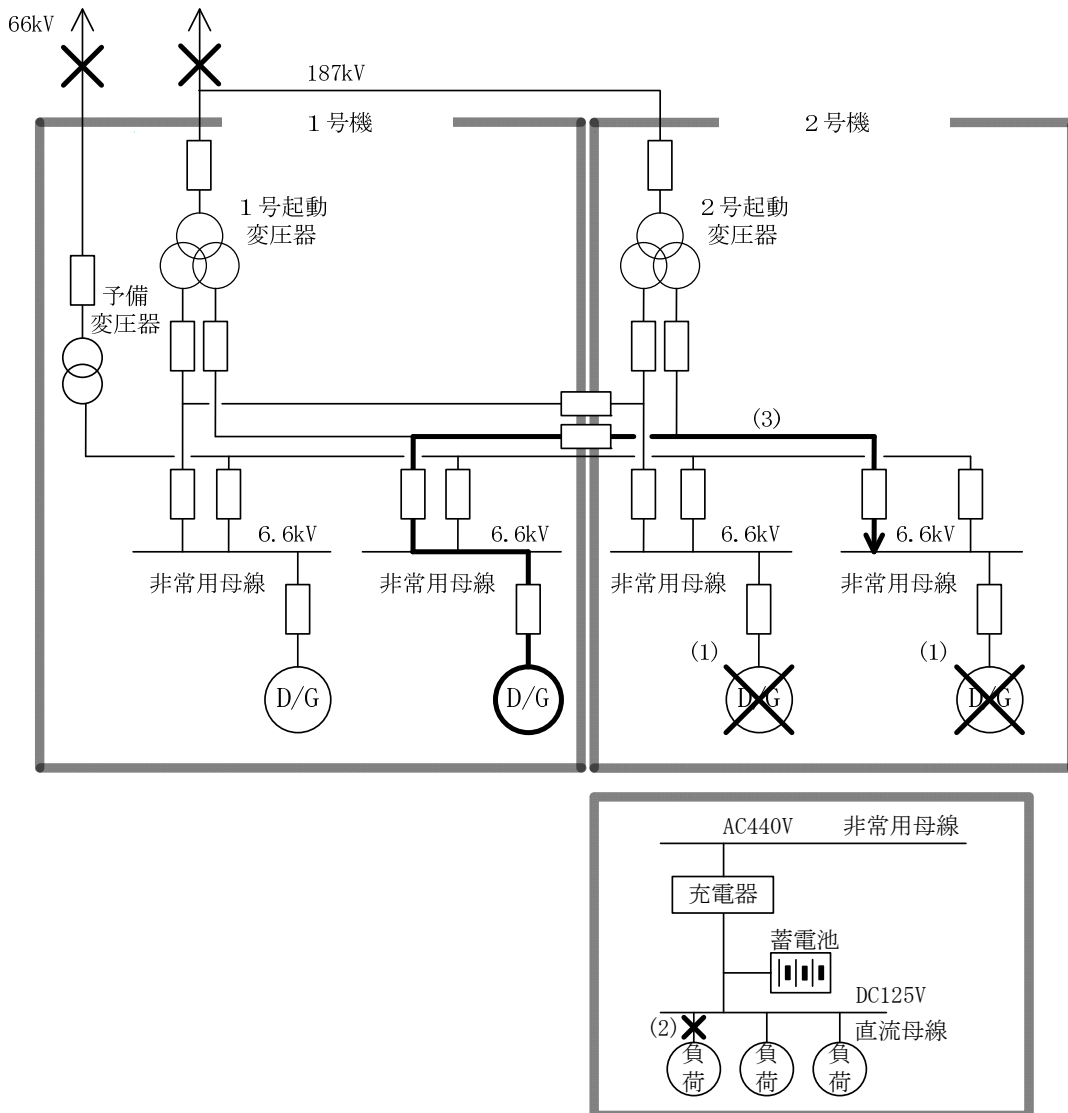 66kV
187kV
１号機
２号機
１号起動
変圧器
２号起動
変圧器
予備
変圧器
(3)
6.6kV
6.6kV
6.6kV
6.6kV
非常用母線
非常用母線
非常用母線
非常用母線
(1)
(1)
D/G
D/G
D/G
D/G
AC440V
非常用母線
充電器
蓄電池
DC125V
直流母線
(2)
負荷
負荷
負荷